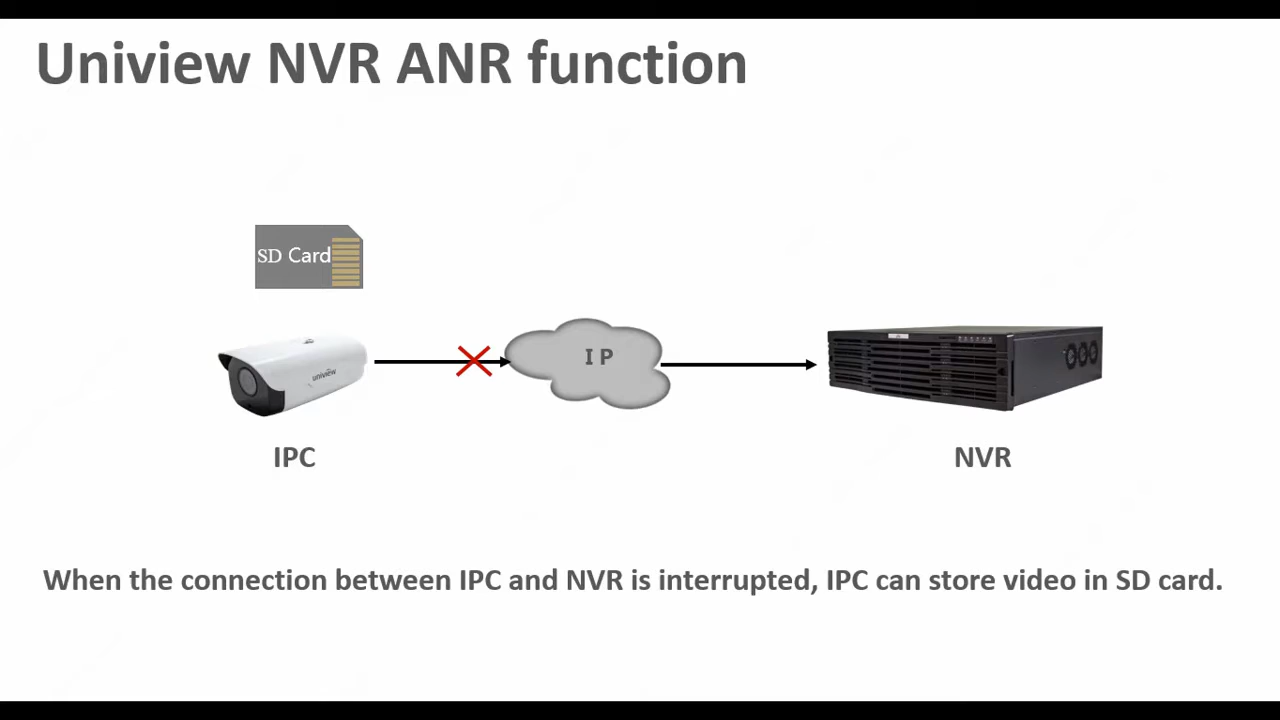 Uniview NVR ANR function
SD Card
uniview
I P
IPC
NVR
When the connection between IPC and NVR is interrupted, IPC can store video in SD card.